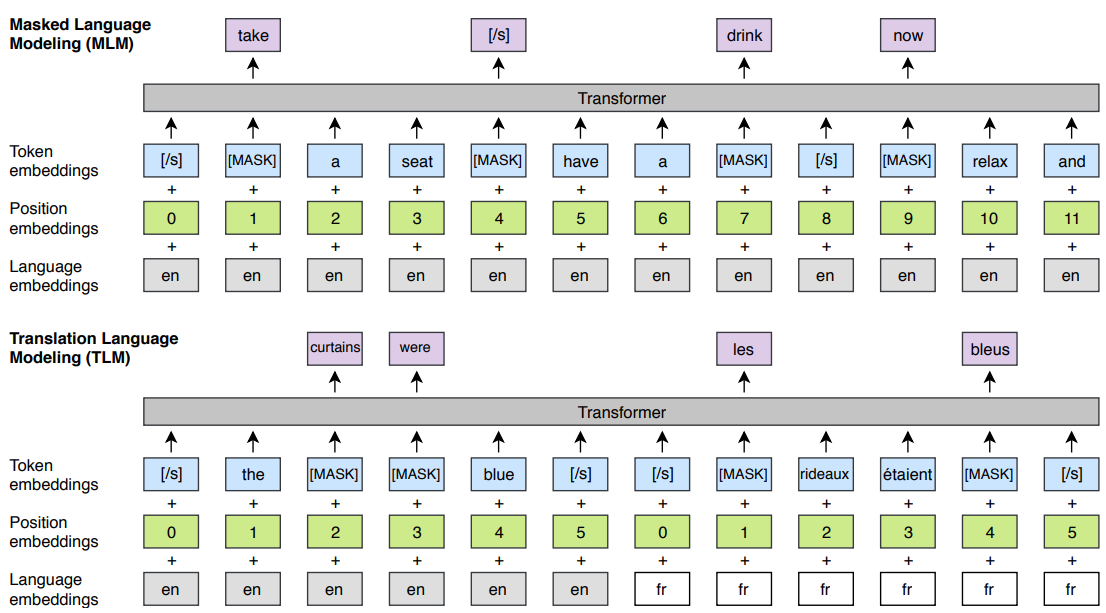 Masked Language
Modeling (MLM)
take [/s] drink now
Transformer
Token
embeddings
[/s] [MASK] a seat [MASK] have a [MASK] [/s] [MASK] relax and
+ + + + + + + + + + + +
Position
embeddings
0 1 2 3 4 5 6 7 8 9 10 11
+ + + + + + + + + + + +
Language
embeddings
en en en en en en en en en en en en
Translation Language
Modeling (TLM)
curtains were les bleus
Transformer
Token
embeddings
[/s] the [MASK] [MASK] blue [/s] [/s] [MASK] rideaux étaient [MASK] [/s]
+ + + + + + + + + + + +
Position
embeddings
0 1 2 3 4 5 0 1 2 3 4 5
+ + + + + + + + + + + +
Language
embeddings
en en en en en en fr fr fr fr fr fr